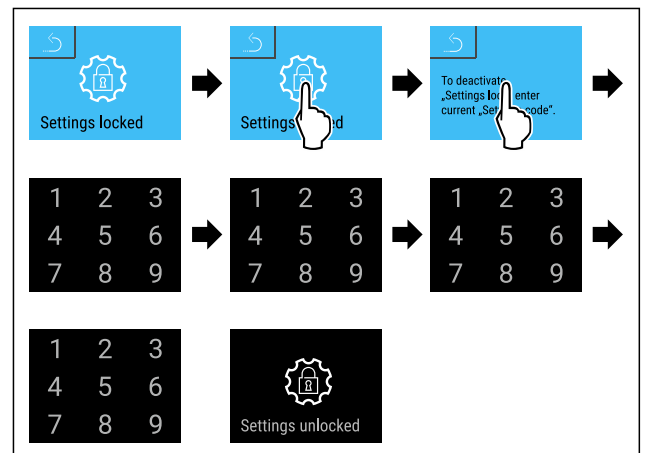 Settings locked
Settings
To deactivate
„Settings enter
current code“.
1 2 3
4 5 6
7 8 9
1 2 3
4 5 6
7 8 9
1 2 3
4 5 6
7 8 9
1 2 3
4 5 6
7 8 9
Settings unlocked